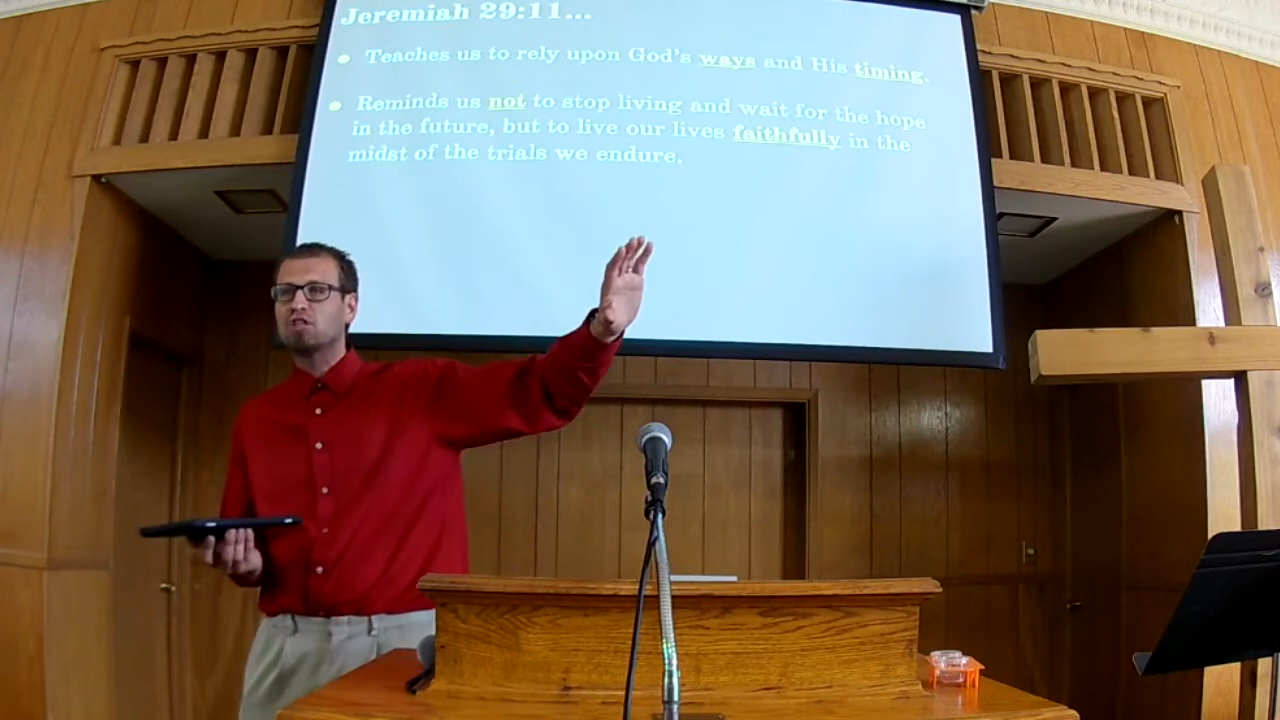 Jeremiah 29:11...
• Teaches us to rely upon God's ways and His timing.
• Reminds us not to stop living and wait for the hope
in the future, but to live our lives faithfully in the
midst of the trials we endure.